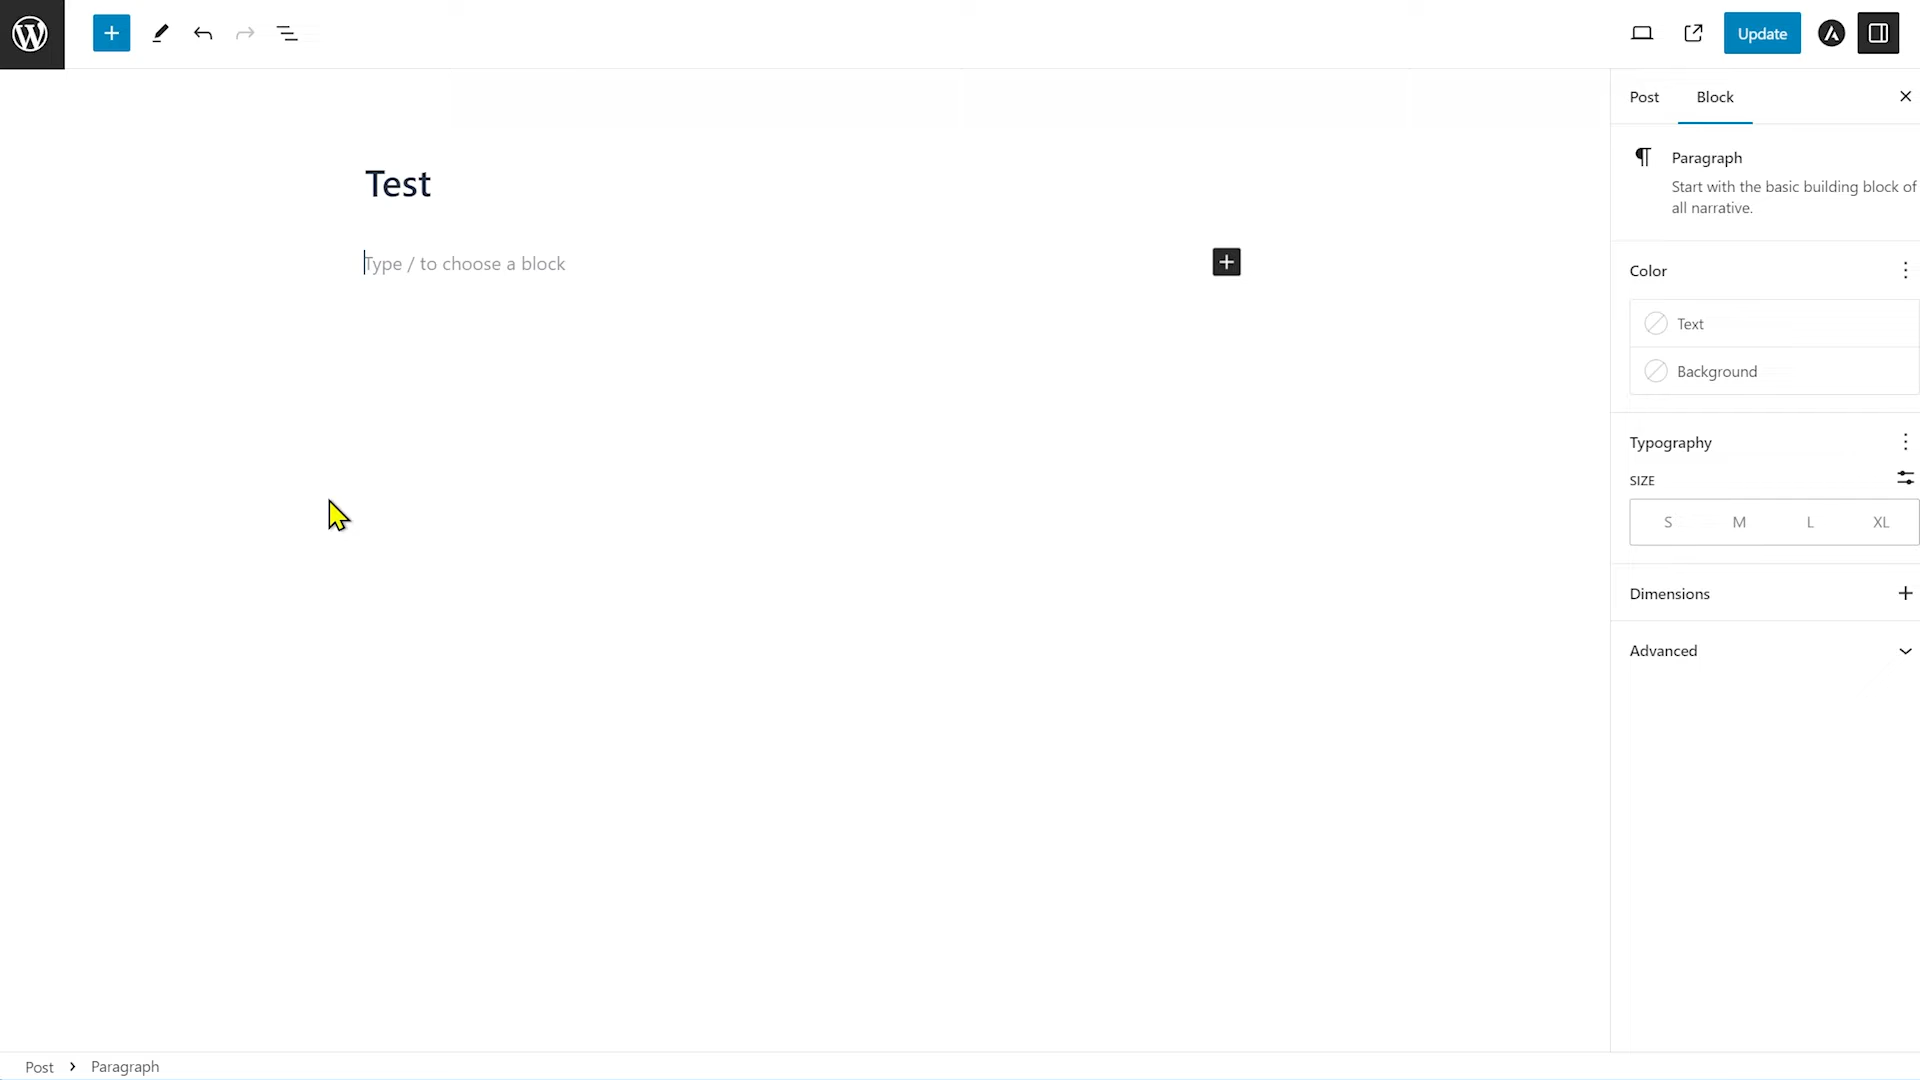 Update
Post Block
Test
Type / to choose a block
Paragraph
Start with the basic building block of
all narrative.
Color
Text
Background
Typography
SIZE
S M L XL
Dimensions
Advanced
Post > Paragraph